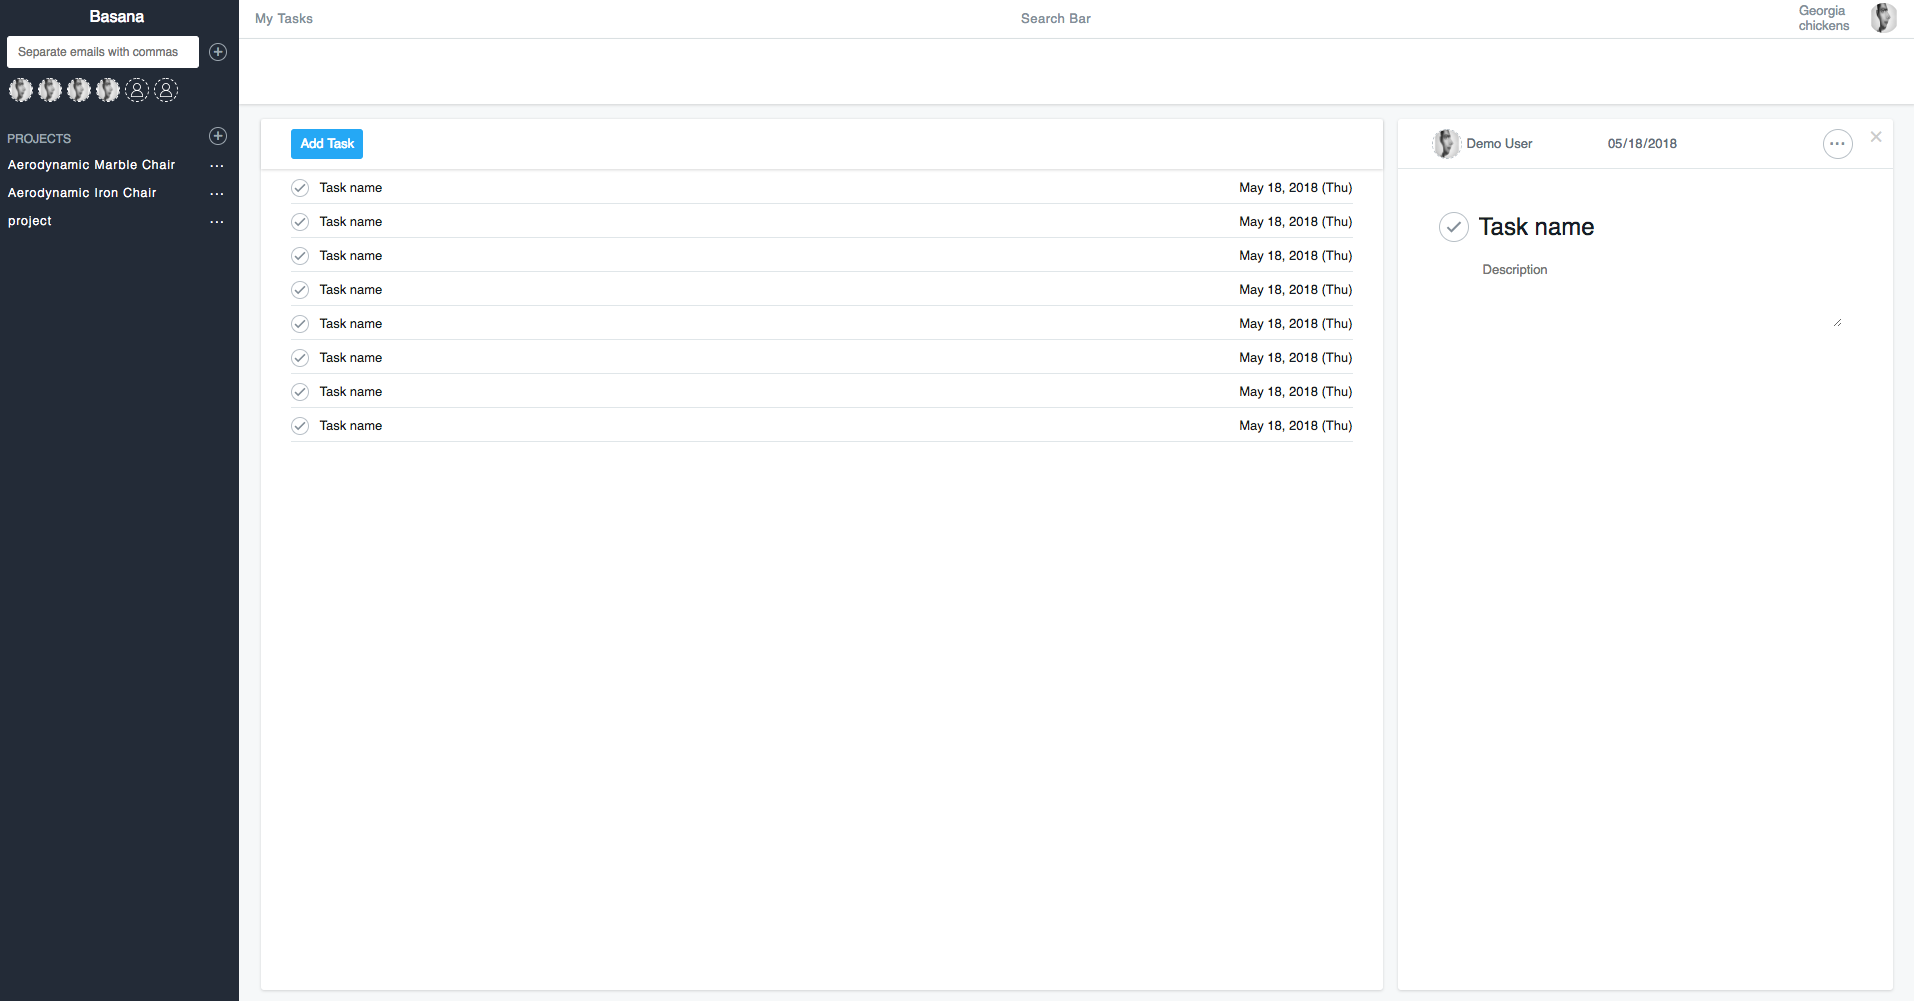 Basana
Separate emails with commas
PROJECTS
Aerodynamic Marble Chair
...
Aerodynamic Iron Chair
...
project
...
My Tasks
Search Bar
Georgia
chickens
Add Task
Task name May 18, 2018 (Thu)
Task name May 18, 2018 (Thu)
Task name May 18, 2018 (Thu)
Task name May 18, 2018 (Thu)
Task name May 18, 2018 (Thu)
Task name May 18, 2018 (Thu)
Task name May 18, 2018 (Thu)
Task name May 18, 2018 (Thu)
Demo User 05/18/2018
Task name
Description